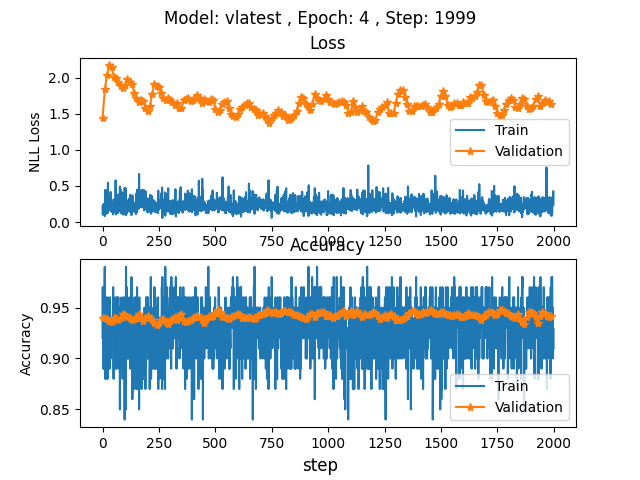 Model: vlatest , Epoch: 4 , Step: 1999
Loss
NLL Loss
2.0
1.5
1.0
0.5
0.0
Train
Validation
0 250 500 750 1000 1250 1500 1750 2000
Accuracy
Accuracy
0.95
0.90
0.85
Train
Validation
0 250 500 750 1000 1250 1500 1750 2000
step